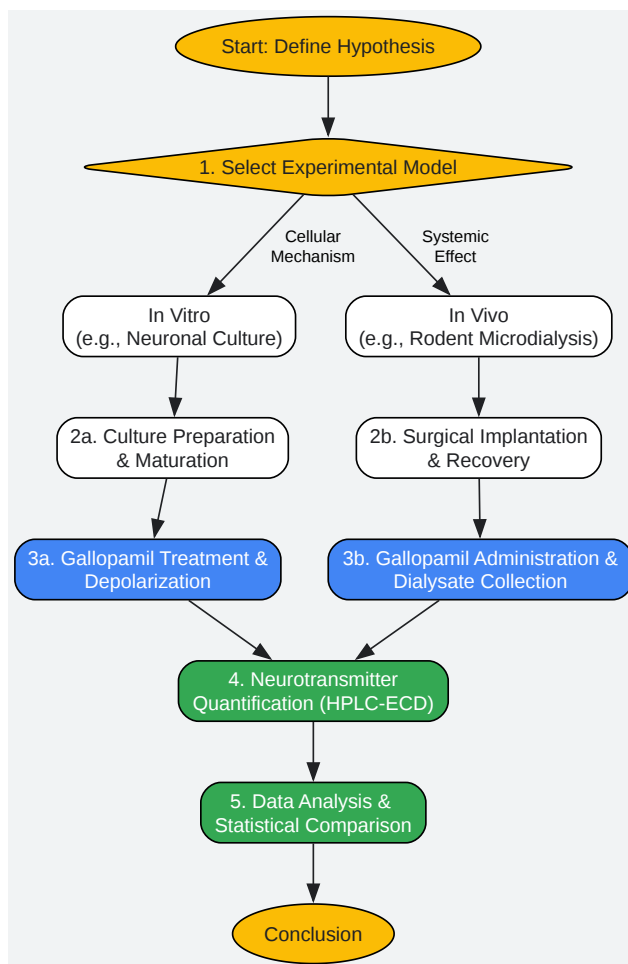 Start: Define Hypothesis
1. Select Experimental Model
Cellular
Mechanism
Systemic
Effect
In Vitro
(e.g., Neuronal Culture)
In Vivo
(e.g., Rodent Microdialysis)
2a. Culture Preparation
& Maturation
2b. Surgical Implantation
& Recovery
3a. Gallopamil Treatment &
Depolarization
3b. Gallopamil Administration &
Dialysate Collection
4. Neurotransmitter
Quantification (HPLC-ECD)
5. Data Analysis &
Statistical Comparison
Conclusion